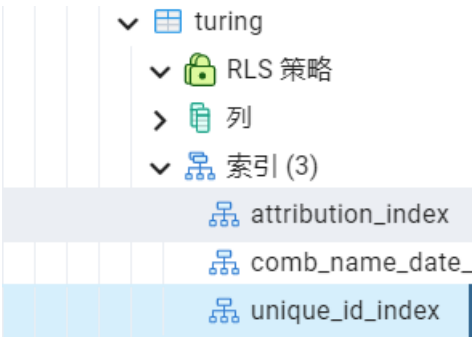 turing
RLS 策略
列
索引 (3)
attribution_index
comb_name_date_
unique_id_index